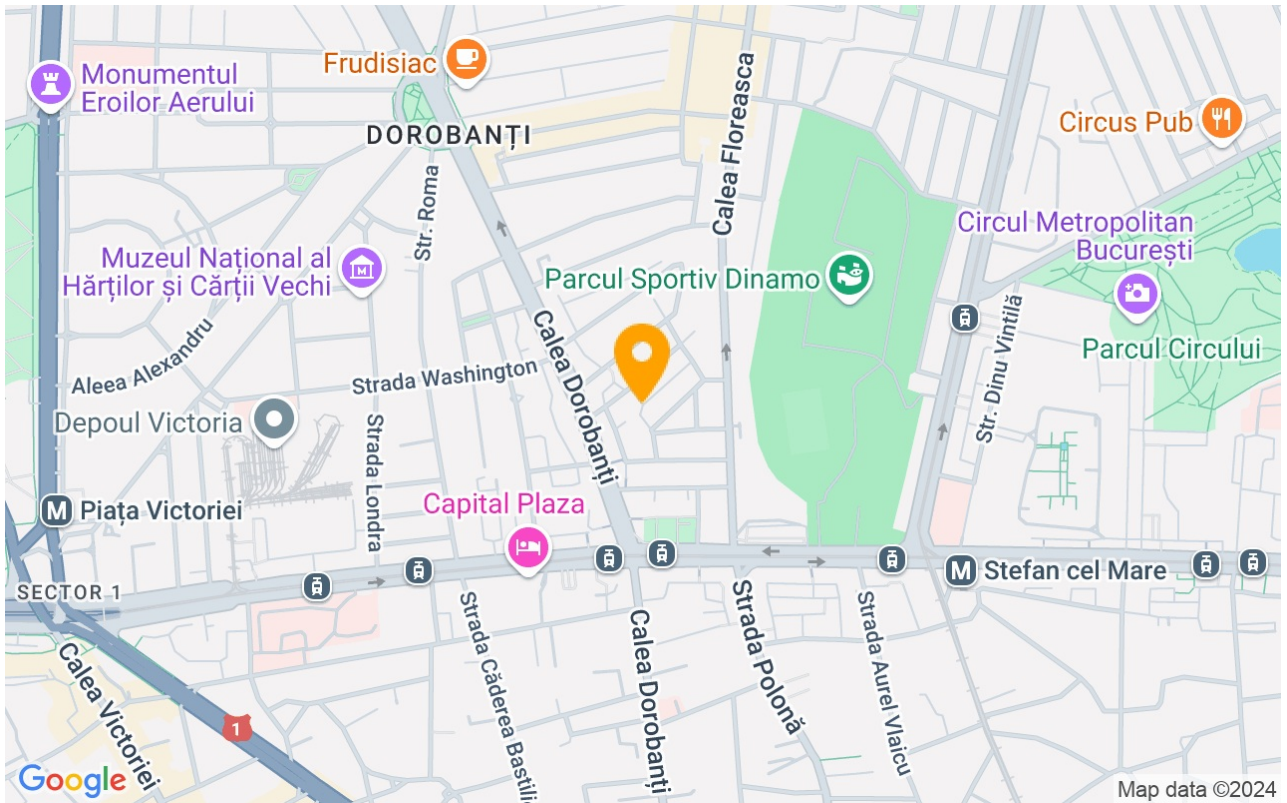 Monumentul
Eroilor Aerului
Frudisiac
DOROBANȚI
Calea Floreasca
Circus Pub
Str. Roma
Circul Metropolitan
București
Muzeul Național al
Hărților și Cărții Vechi
Parcul Sportiv Dinamo
Parcul Circului
Aleea Alexandru
Strada Washington
Calea Dorobanți
Str. Dinu Vintilă
Depoul Victoria
Strada Londra
M Piața Victoriei
Capital Plaza
SECTOR 1
M Stefan cel Mare
Strada Căderea Bastiliei
Calea Dorobanți
Strada Polonă
Strada Aurel Vlaicu
Calea Victoriei
1
Google
Map data ©2024